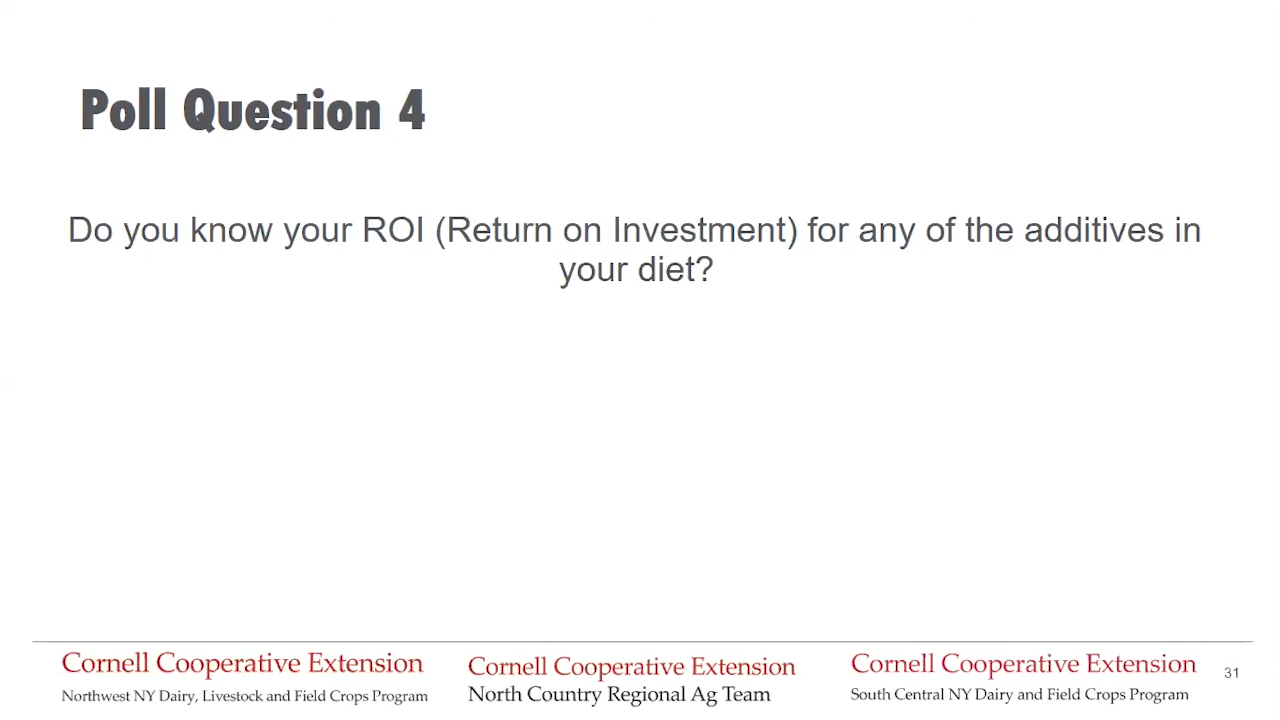 Poll Question 4
Do you know your ROI (Return on Investment) for any of the additives in
your diet?
Cornell Cooperative Extension
Northwest NY Dairy, Livestock and Field Crops Program
Cornell Cooperative Extension
North Country Regional Ag Team
Cornell Cooperative Extension
South Central NY Dairy and Field Crops Program
31